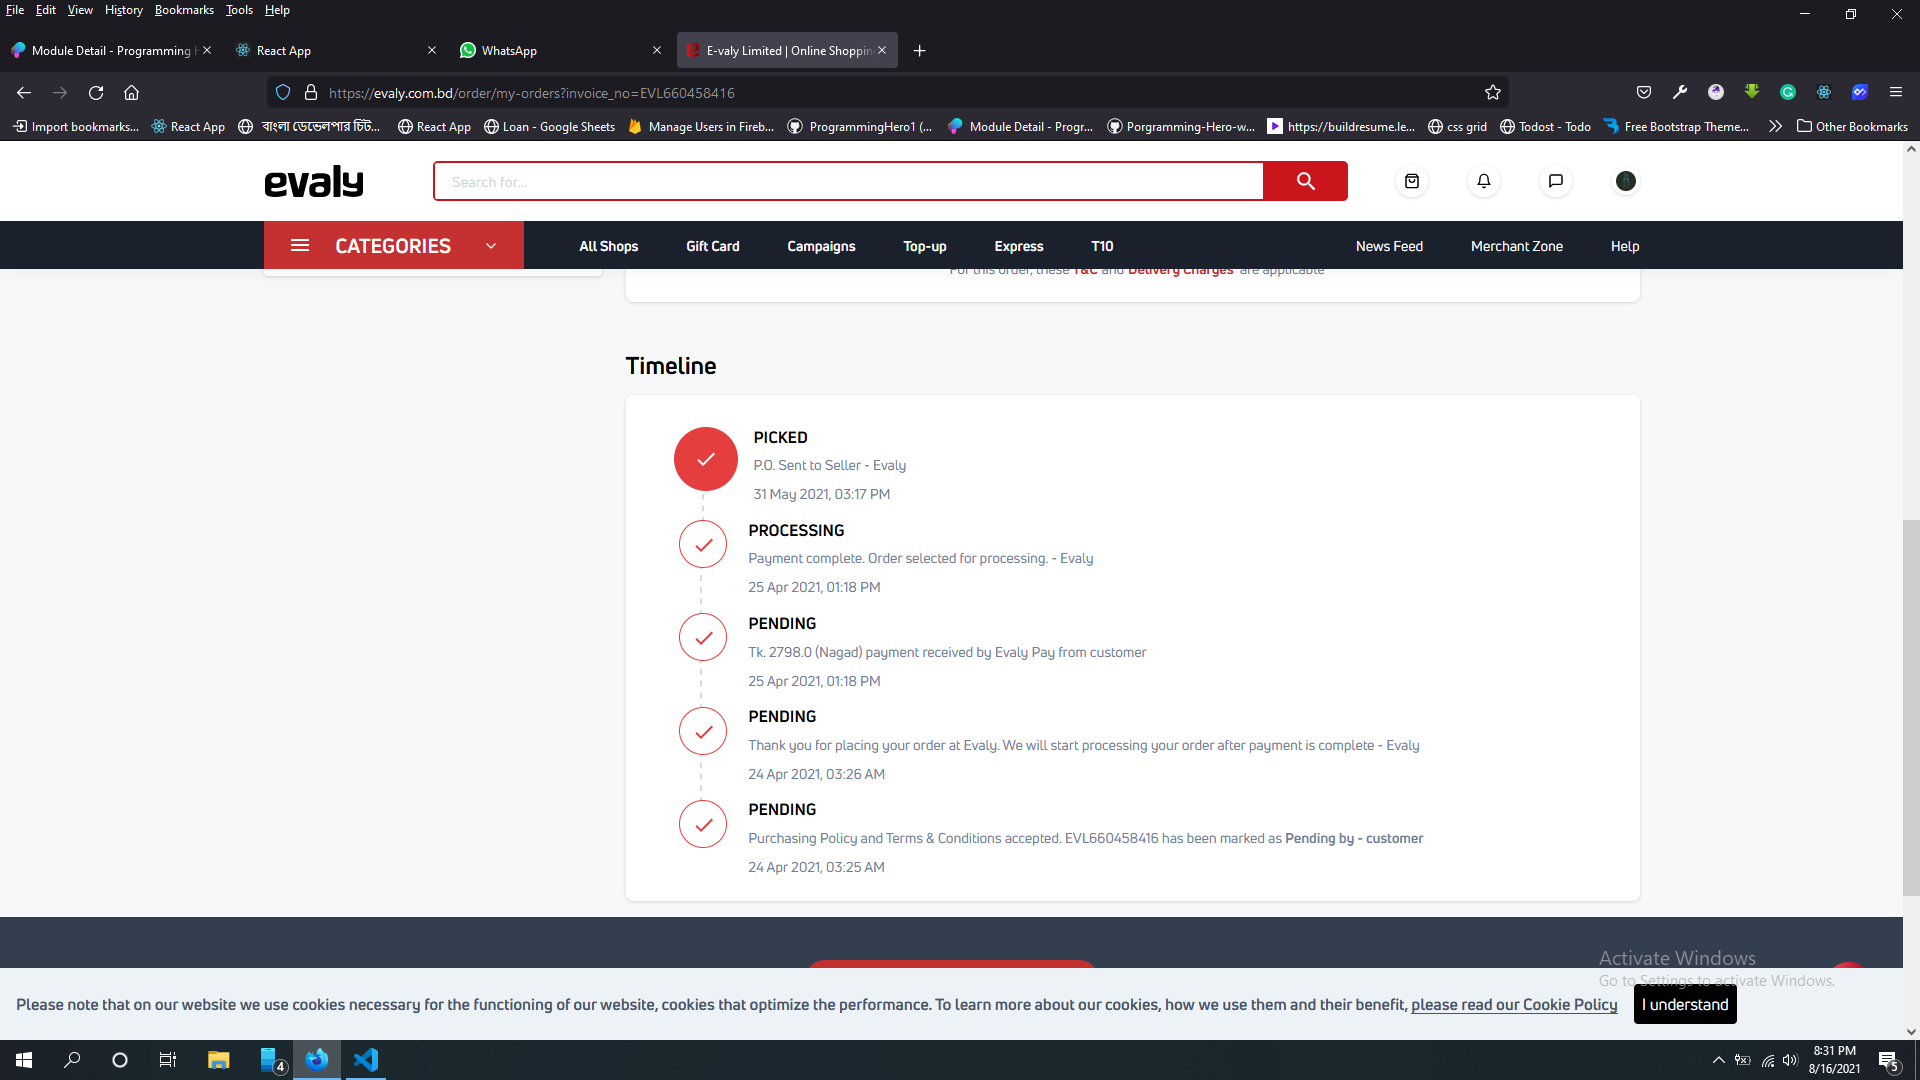 File Edit View History Bookmarks Tools Help
Module Detail - Programming H
React App
WhatsApp
E-valy Limited | Online Shopping
https://evaly.com.bd/order/my-orders?invoice_no=EVL660458416
Import bookmarks... React App বাংলা ডেভেলপার চিট... React App Loan - Google Sheets Manage Users in Fireb... ProgrammingHero1 (... Module Detail - Progr... Porgramming-Hero-w... https://buildresume.le... css grid Todost - Todo Free Bootstrap Theme... Other Bookmarks
evaly
Search for...
CATEGORIES All Shops Gift Card Campaigns Top-up Express T10 News Feed Merchant Zone Help
For this order, these T&C and Delivery Charges are applicable
Timeline
PICKED
P.O. Sent to Seller - Evaly
31 May 2021, 03:17 PM
PROCESSING
Payment complete. Order selected for processing. - Evaly
25 Apr 2021, 01:18 PM
PENDING
Tk. 2798.0 (Nagad) payment received by Evaly Pay from customer
25 Apr 2021, 01:18 PM
PENDING
Thank you for placing your order at Evaly. We will start processing your order after payment is complete - Evaly
24 Apr 2021, 03:26 AM
PENDING
Purchasing Policy and Terms & Conditions accepted. EVL660458416 has been marked as Pending by - customer
24 Apr 2021, 03:25 AM
Activate Windows
Go to Settings to activate Windows.
Please note that on our website we use cookies necessary for the functioning of our website, cookies that optimize the performance. To learn more about our cookies, how we use them and their benefit, please read our Cookie Policy
I understand
4
8:31 PM
8/16/2021
5